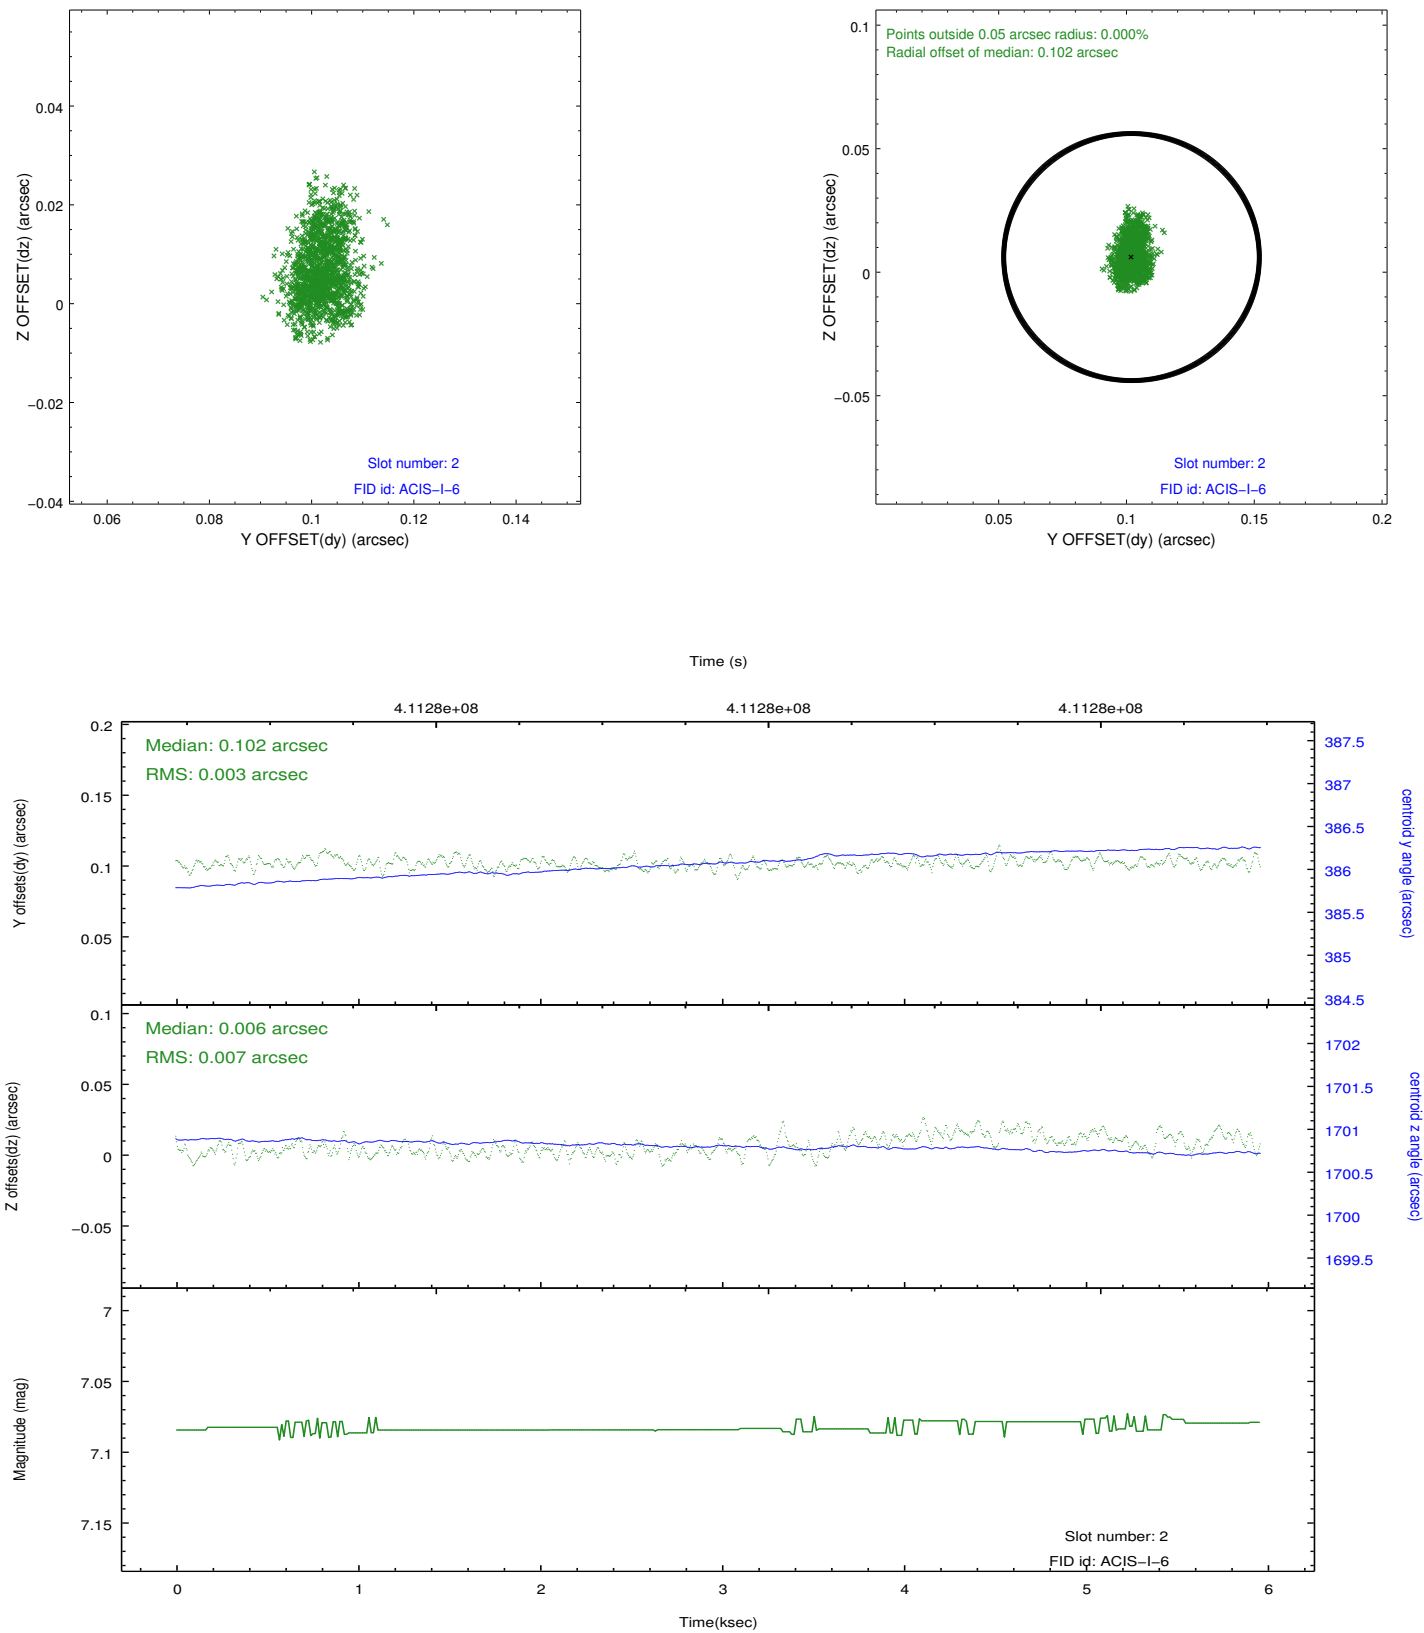 0.04
0.02
0
−0.02
−0.04
Z OFFSET(dz) (arcsec)
Slot number: 2
FID id: ACIS−I−6
0.06
0.08
0.1
0.12
0.14
Y OFFSET(dy) (arcsec)
Points outside 0.05 arcsec radius: 0.000%
Radial offset of median: 0.102 arcsec
0.1
0.05
0
−0.05
Z OFFSET(dz) (arcsec)
Slot number: 2
FID id: ACIS−I−6
0.05
0.1
0.15
0.2
Y OFFSET(dy) (arcsec)
Time (s)
4.1128e+08
4.1128e+08
4.1128e+08
Median: 0.102 arcsec
RMS: 0.003 arcsec
0.2
0.15
0.1
0.05
Y offsets(dy) (arcsec)
387.5
387
386.5
386
385.5
385
384.5
centroid y angle (arcsec)
Median: 0.006 arcsec
RMS: 0.007 arcsec
0.1
0.05
0
−0.05
Z offsets(dz) (arcsec)
1702
1701.5
1701
1700.5
1700
1699.5
centroid z angle (arcsec)
7
7.05
7.1
7.15
Magnitude (mag)
Slot number: 2
FID id: ACIS−I−6
0
1
2
3
4
5
6
Time(ksec)